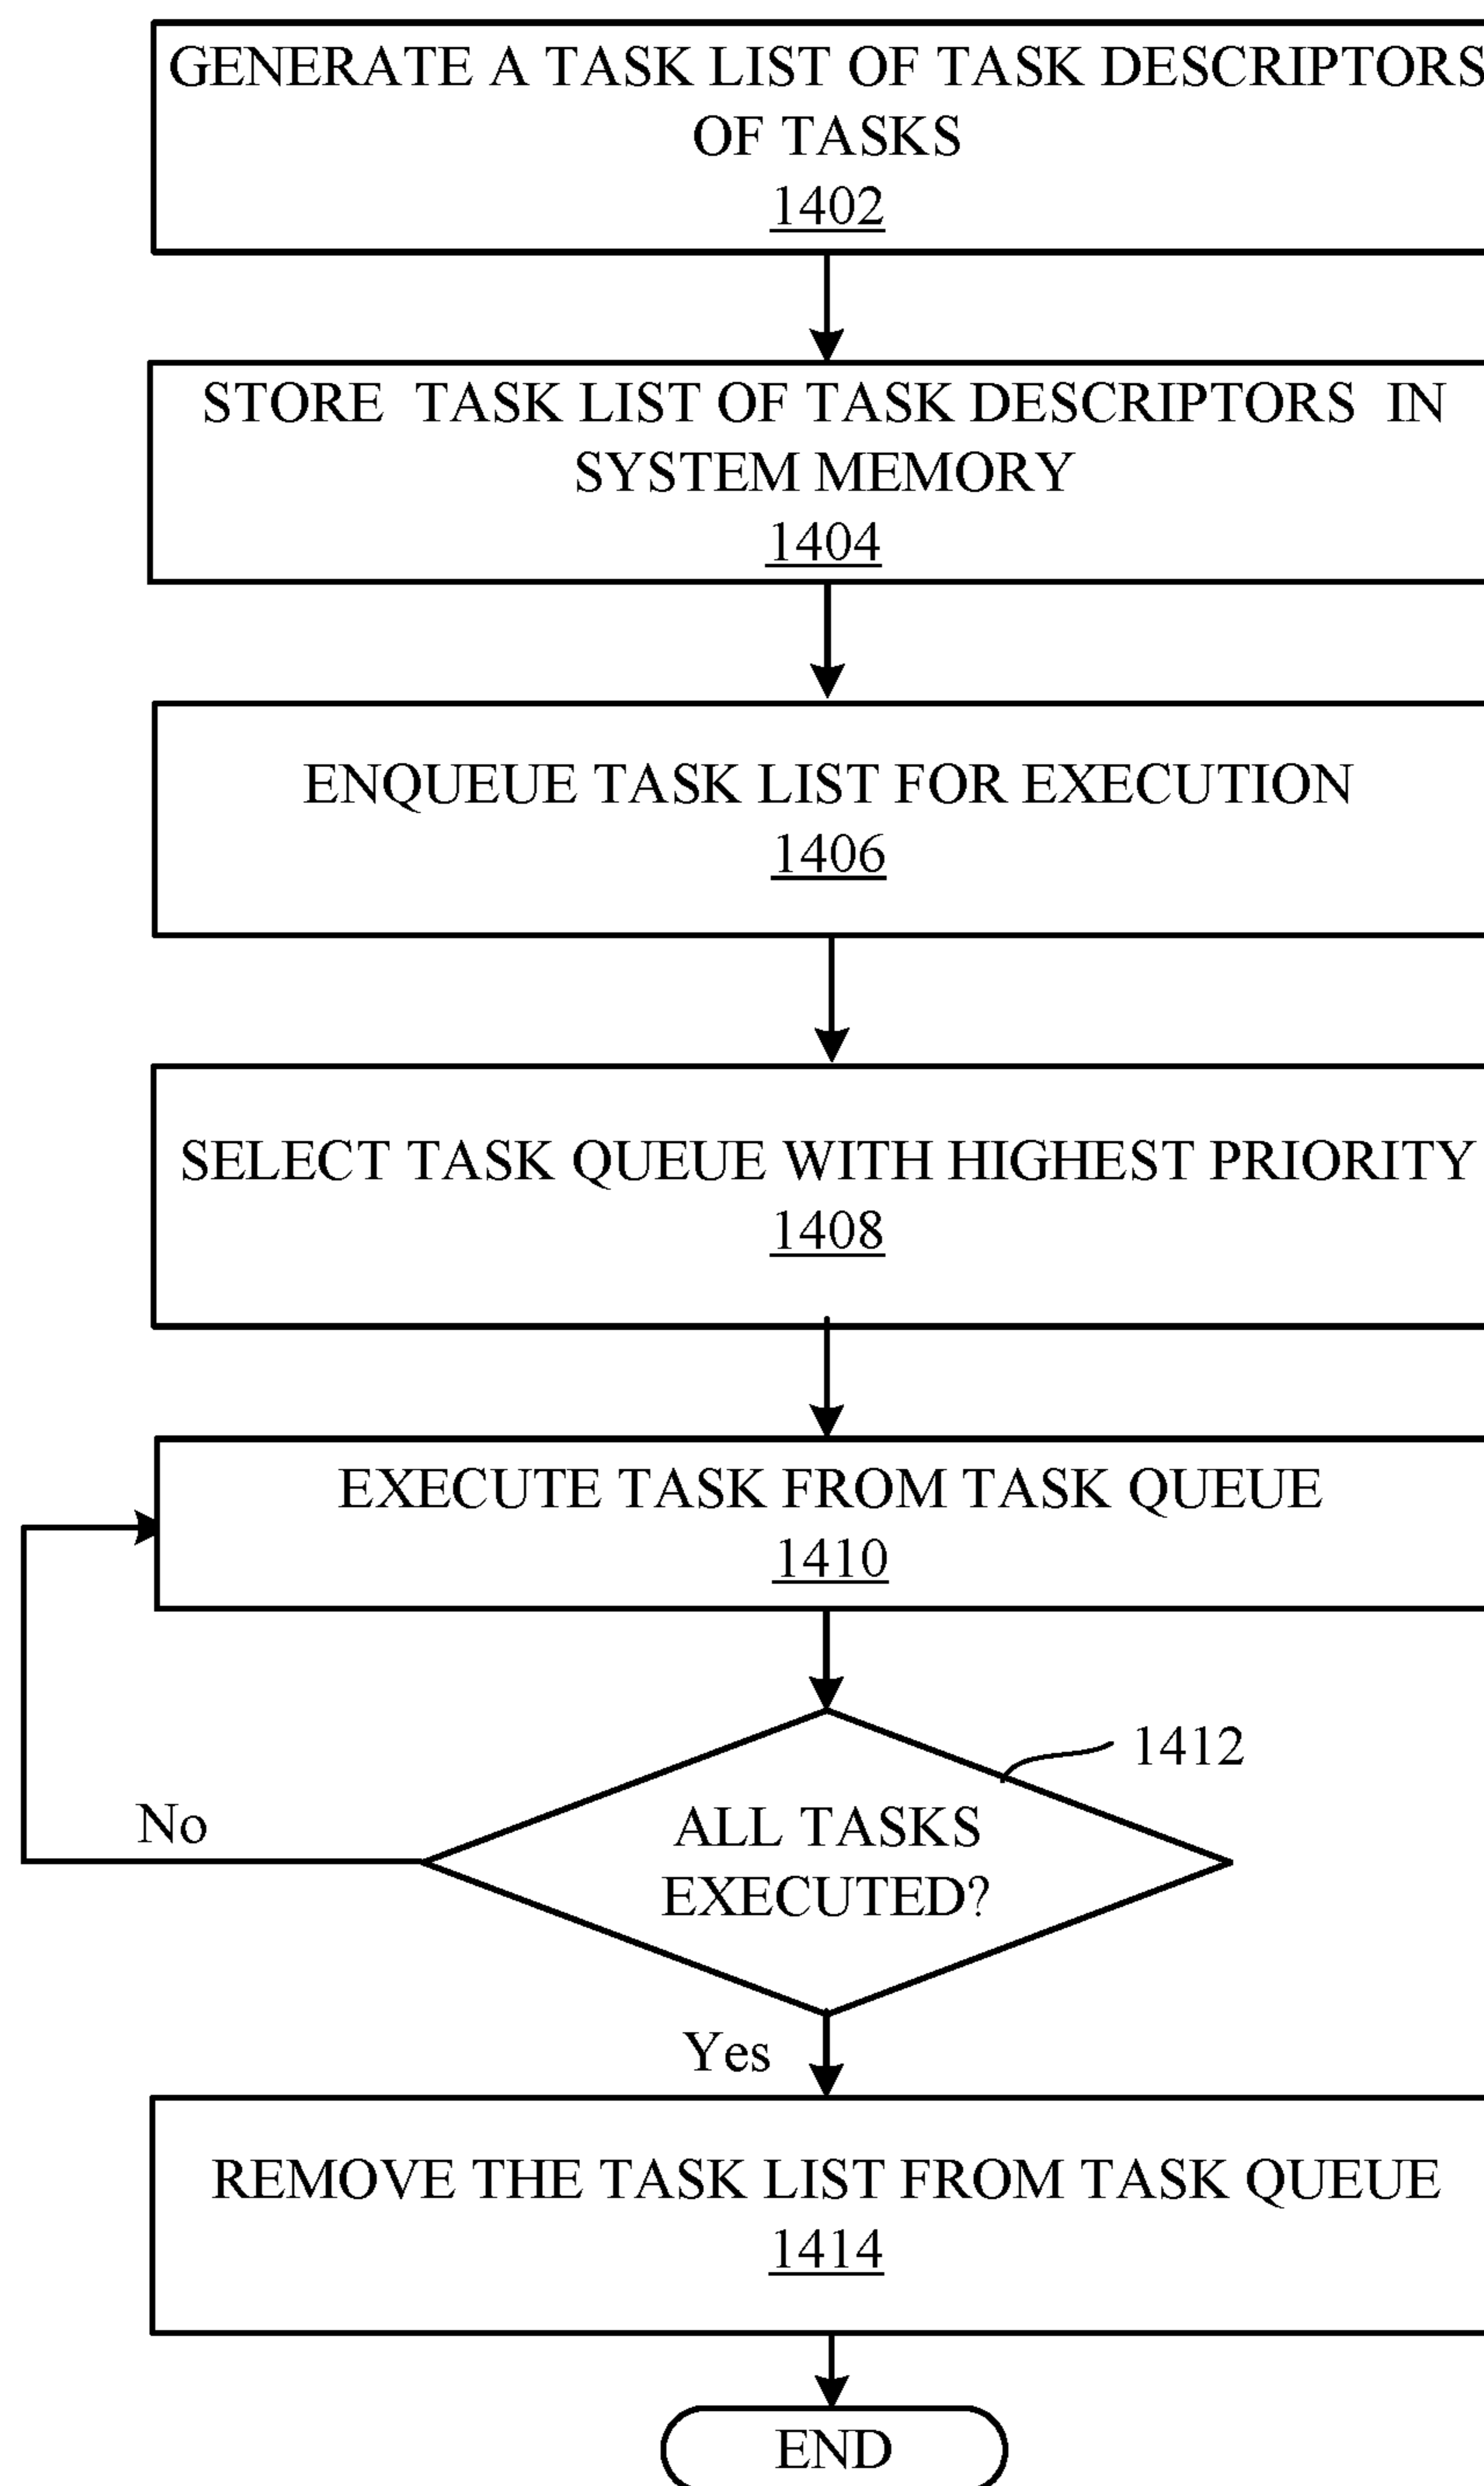 GENERATE A TASK LIST OF TASK DESCRIPTORS
OF TASKS
1402
STORE TASK LIST OF TASK DESCRIPTORS IN
SYSTEM MEMORY
1404
ENQUEUE TASK LIST FOR EXECUTION
1406
SELECT TASK QUEUE WITH HIGHEST PRIORITY
1408
EXECUTE TASK FROM TASK QUEUE
1410
1412
ALL TASKS
EXECUTED?
No
Yes
REMOVE THE TASK LIST FROM TASK QUEUE
1414
END